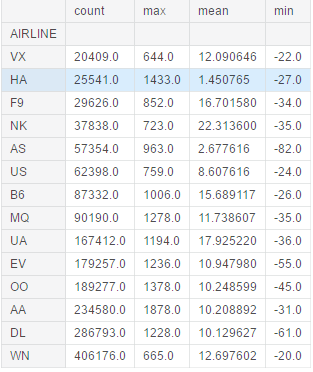 count max mean min
AIRLINE
VX 20409.0 644.0 12.090646 -22.0
HA 25541.0 1433.0 1.450765 -27.0
F9 29626.0 852.0 16.701580 -34.0
NK 37838.0 723.0 22.313600 -35.0
AS 57354.0 963.0 2.677616 -82.0
US 62398.0 759.0 8.607616 -24.0
B6 87332.0 1006.0 15.689117 -26.0
MQ 90190.0 1278.0 11.738607 -35.0
UA 167412.0 1194.0 17.925220 -36.0
EV 179257.0 1236.0 10.947980 -55.0
OO 189277.0 1378.0 10.248599 -45.0
AA 234580.0 1878.0 10.208892 -31.0
DL 286793.0 1228.0 10.129627 -61.0
WN 406176.0 665.0 12.697602 -20.0